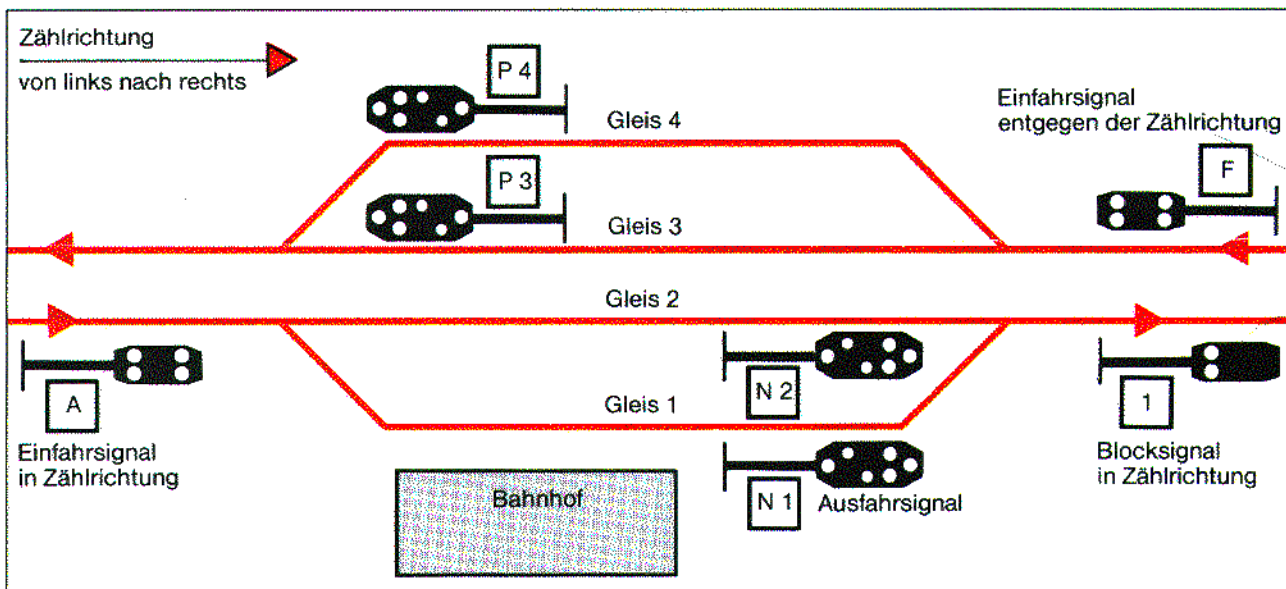 Zählrichtung
von links nach rechts
P 4
Gleis 4
Einfahrsignal
entgegen der Zählrichtung
P 3
F
Gleis 3
Gleis 2
A
Einfahrsignal
in Zählrichtung
Gleis 1
N 2
1
Blocksignal
in Zählrichtung
Bahnhof
N 1
Ausfahrsignal